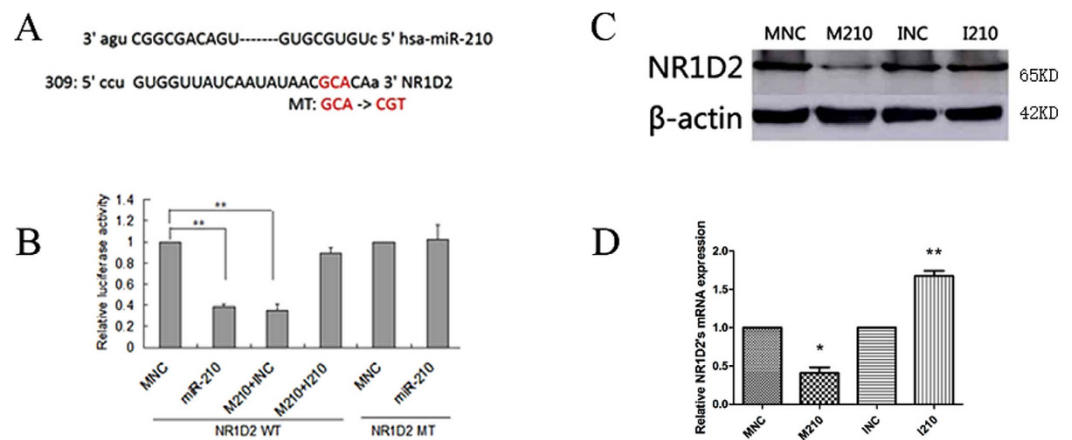 A
3' agu CGGCGACAGU-------GUGCGUGUc 5' hsa-miR-210
309: 5' ccu GUGGUUAUCAAUAUAACGCACAa 3' NR1D2
MT: GCA -> CGT
B
Relative luciferase activity
1.4
1.2
1
0.8
0.6
0.4
0.2
0
**
**
MNC
miR-210
M210+INC
M210+I210
MNC
miR-210
NR1D2 WT
NR1D2 MT
C
MNC M210 INC I210
NR1D2 65KD
β-actin 42KD
D
Relative NR1D2's mRNA expression
2.0
1.5
1.0
0.5
0.0
*
**
MNC
M210
INC
I210